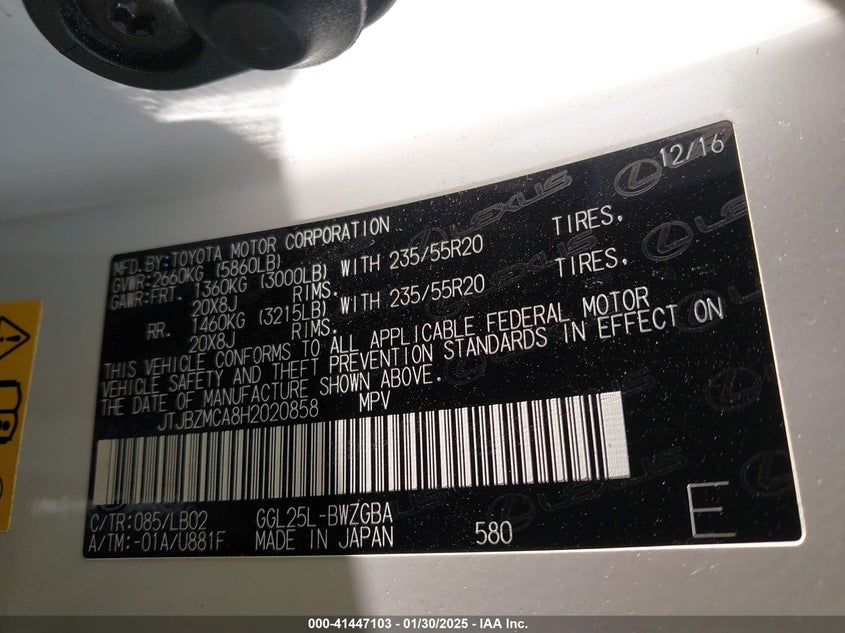 12/16
MFD.BY:TOYOTA MOTOR CORPORATION
GVWR:2660KG (5860LB)
GAWR:FRT. 1360KG (3000LB) WITH 235/55R20 TIRES,
20X8J RIMS.
RR. 1460KG (3215LB) WITH 235/55R20 TIRES,
20X8J RIMS.
THIS VEHICLE CONFORMS TO ALL APPLICABLE FEDERAL MOTOR
VEHICLE SAFETY AND THEFT PREVENTION STANDARDS IN EFFECT ON
THE DATE OF MANUFACTURE SHOWN ABOVE.
JTJBZMCA8H2020858 MPV
C/TR:085/LB02 GGL25L-BWZGBA
A/TM:-01A/U881F MADE IN JAPAN 580 E
LEXUS
LEXUS
LEXUS
000-41447103 - 01/30/2025 - IAA Inc.